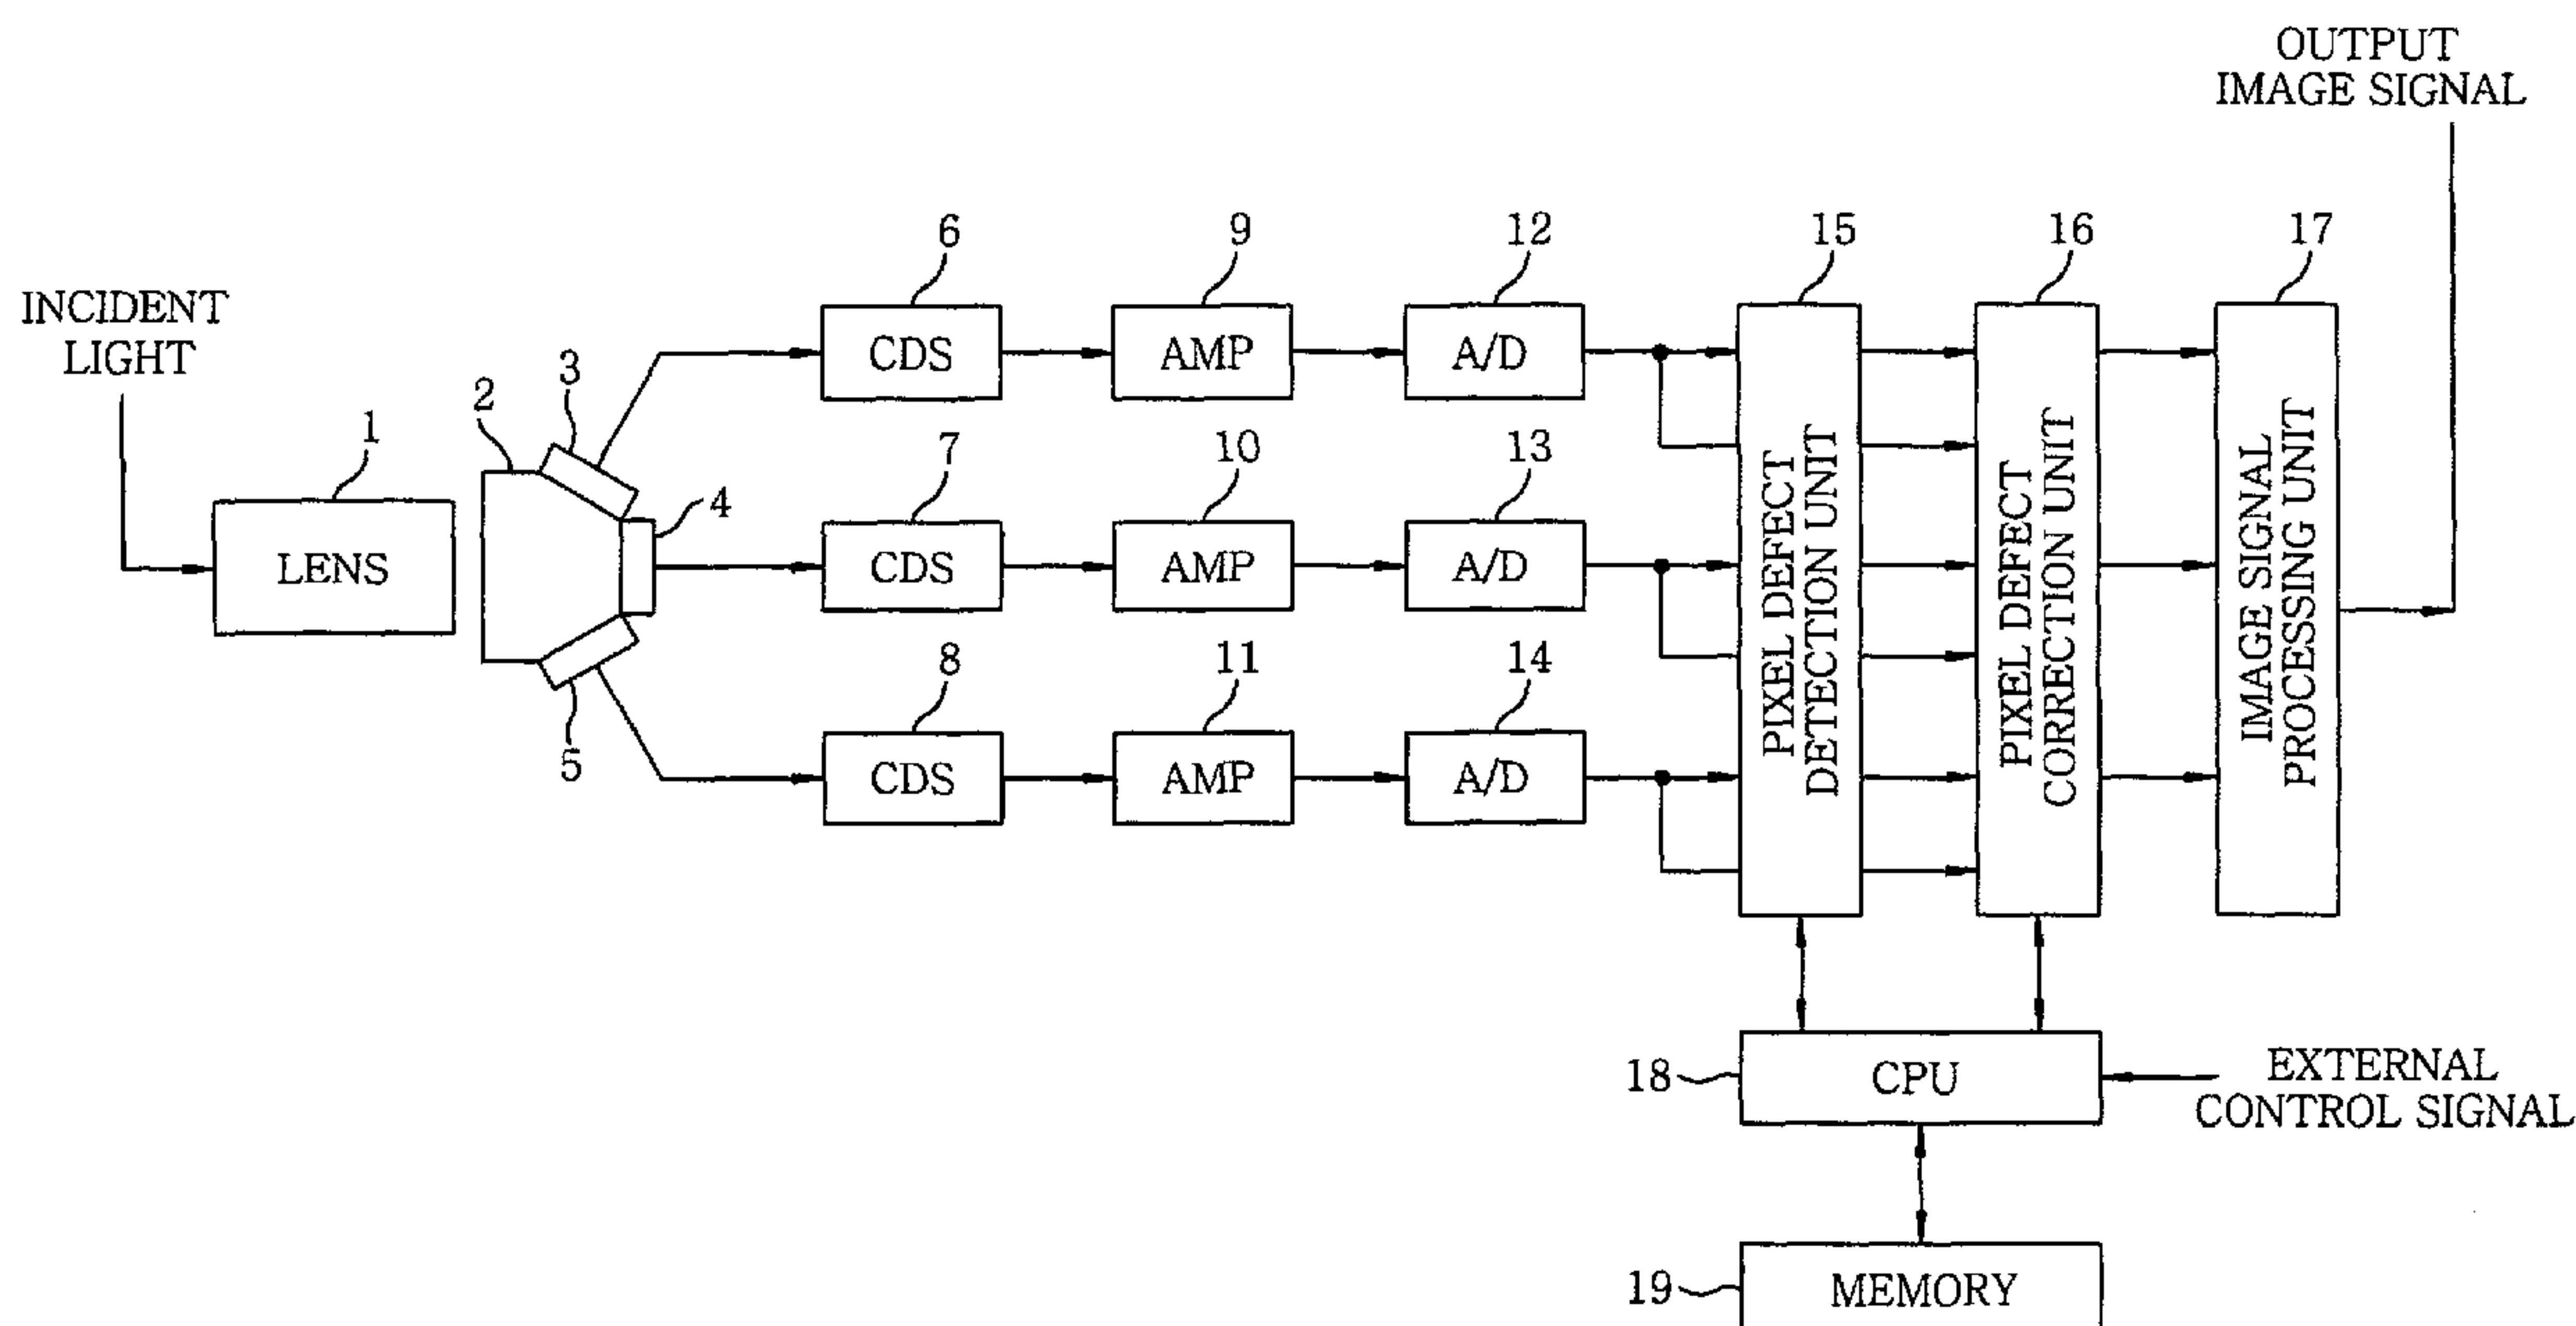 OUTPUT
IMAGE SIGNAL
6
9
12
15
16
17
INCIDENT
LIGHT
3
2
1
CDS
AMP
A/D
4
7
10
13
LENS
CDS
AMP
A/D
5
8
11
14
CDS
AMP
A/D
PIXEL DEFECT
DETECTION UNIT
PIXEL DEFECT
CORRECTION UNIT
IMAGE SIGNAL
PROCESSING UNIT
18
CPU
EXTERNAL
CONTROL SIGNAL
19
MEMORY